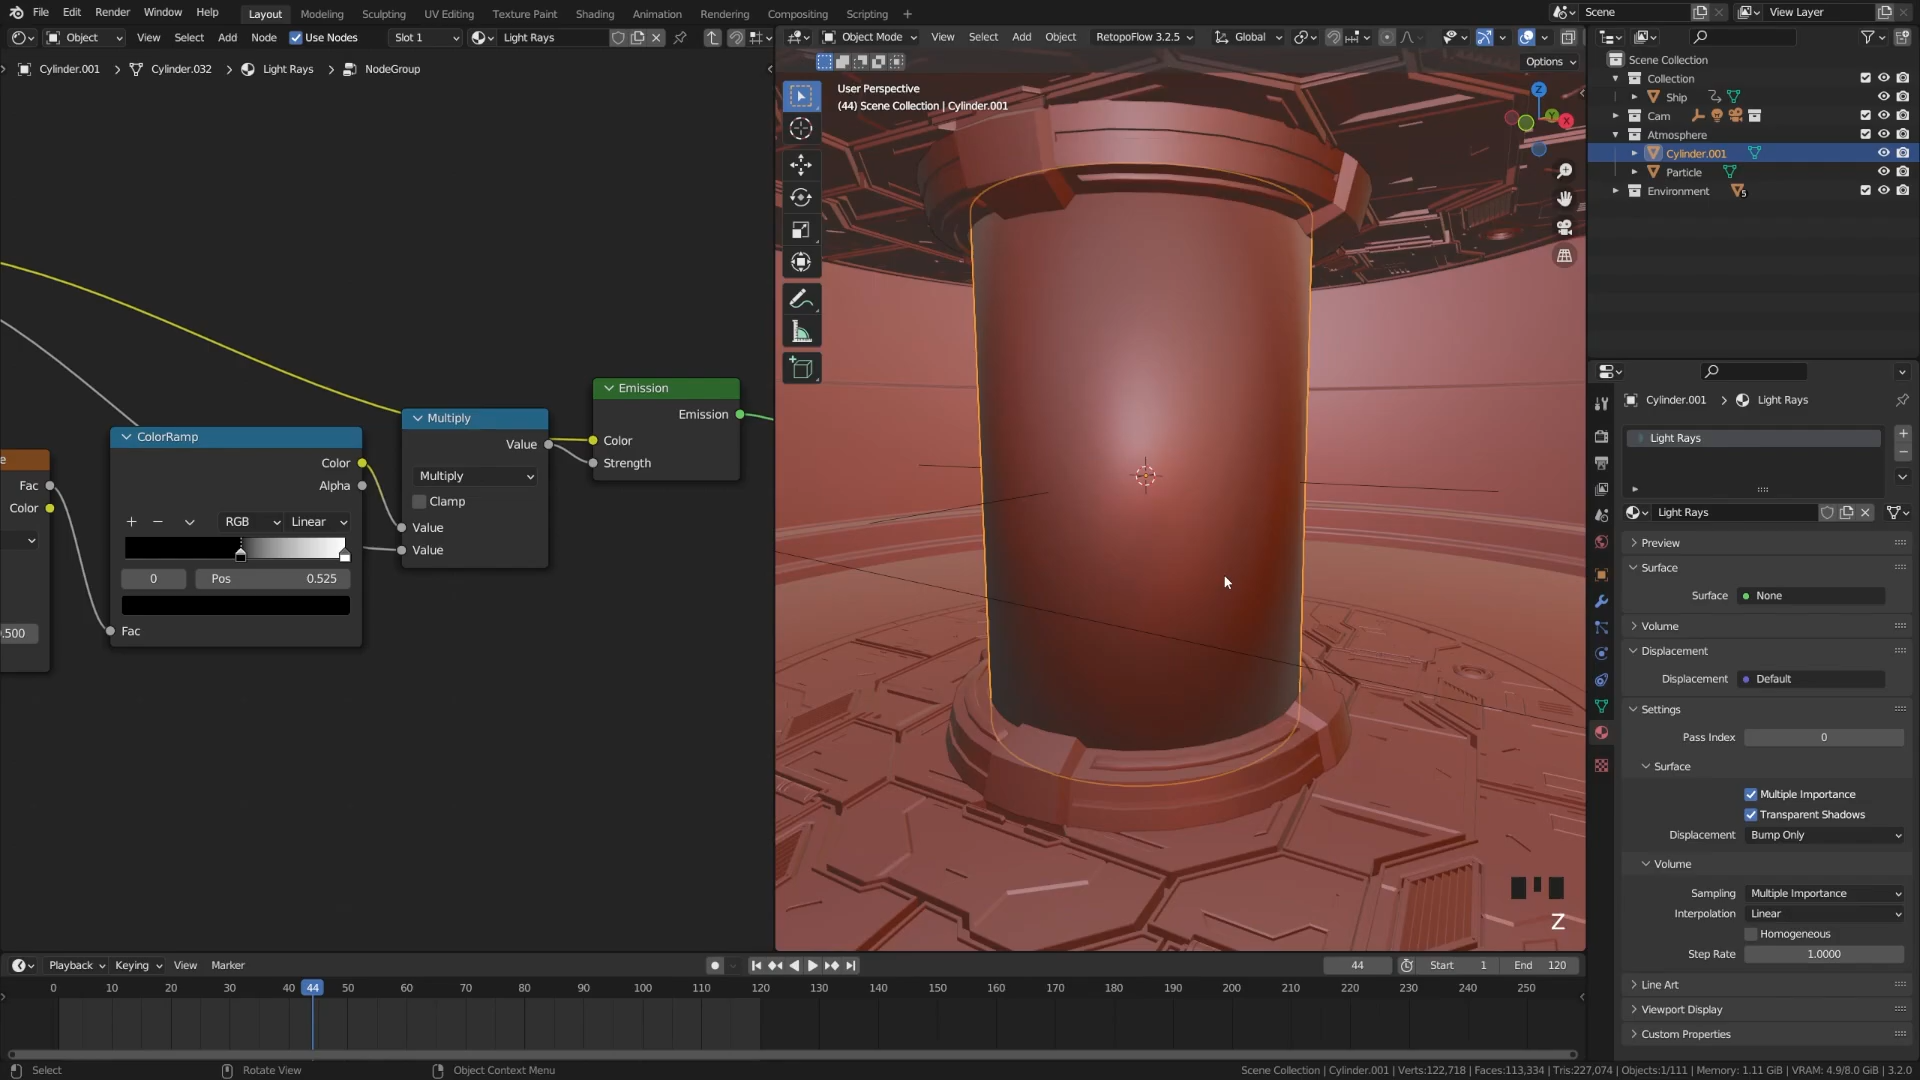 File Edit Render Window Help Layout Modeling Sculpting UV Editing Texture Paint Shading Animation Rendering Compositing Scripting + Scene View Layer
Object View Select Add Node Use Nodes Slot 1 Light Rays
Object Mode View Select Add Object RetopoFlow 3.2.5 Global
Options
Cylinder.001 > Cylinder.032 > Light Rays > NodeGroup
User Perspective
(44) Scene Collection | Cylinder.001
Z
X
Scene Collection
Collection
Ship
Cam
Atmosphere
Cylinder.001
Particle
Environment
5
Emission
Emission
Color
Strength
Multiply
Value
Multiply
Clamp
Value
Value
ColorRamp
Color
Alpha
RGB Linear
0 Pos 0.525
Fac
e
Fac
Color
.500
Z
Cylinder.001 > Light Rays
Light Rays
Light Rays
Preview
Surface
Surface None
Volume
Displacement
Displacement Default
Settings
Pass Index 0
Surface
Multiple Importance
Transparent Shadows
Displacement Bump Only
Volume
Sampling Multiple Importance
Interpolation Linear
Homogeneous
Step Rate 1.0000
Line Art
Viewport Display
Custom Properties
Playback Keying View Marker 44 Start 1 End 120
0 10 20 30 40 44 50 60 70 80 90 100 110 120 130 140 150 160 170 180 190 200 210 220 230 240 250
Select Rotate View Object Context Menu
Scene Collection | Cylinder.001 | Verts:122,718 | Faces:113,334 | Tris:227,074 | Objects:1/111 | Memory: 1.11 GiB | VRAM: 4.9/8.0 GiB | 3.2.0